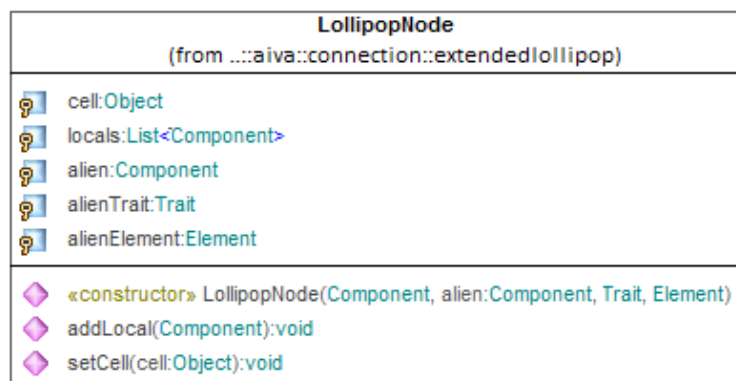 LollipopNode
(from ..::aiva::connection::extendedlollipop)
cell:Object
locals:List<Component>
alien:Component
alienTrait:Trait
alienElement:Element
«constructor» LollipopNode(Component, alien:Component, Trait, Element)
addLocal(Component):void
setCell(cell:Object):void